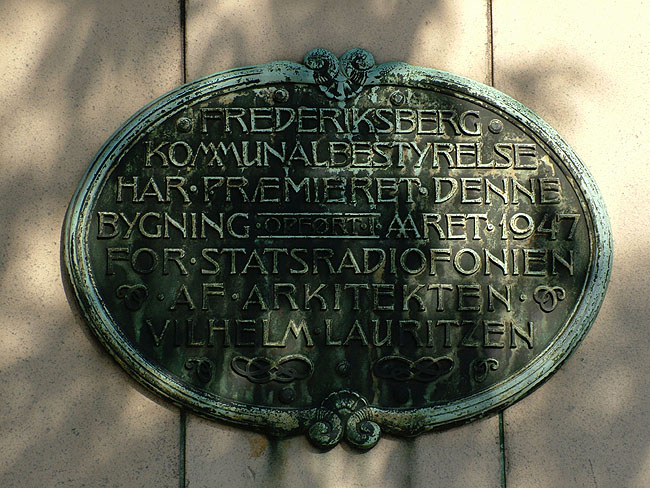 FREDERIKSBERG
KOMMUNALBESTYRELSE
HAR·PRÆMIERET·DENNE
BYGNING·OPFØRT I·AARET·1947
FOR·STATSRADIOFONIEN
·AF·ARKITEKTEN·
VILHELM·LAURITZEN